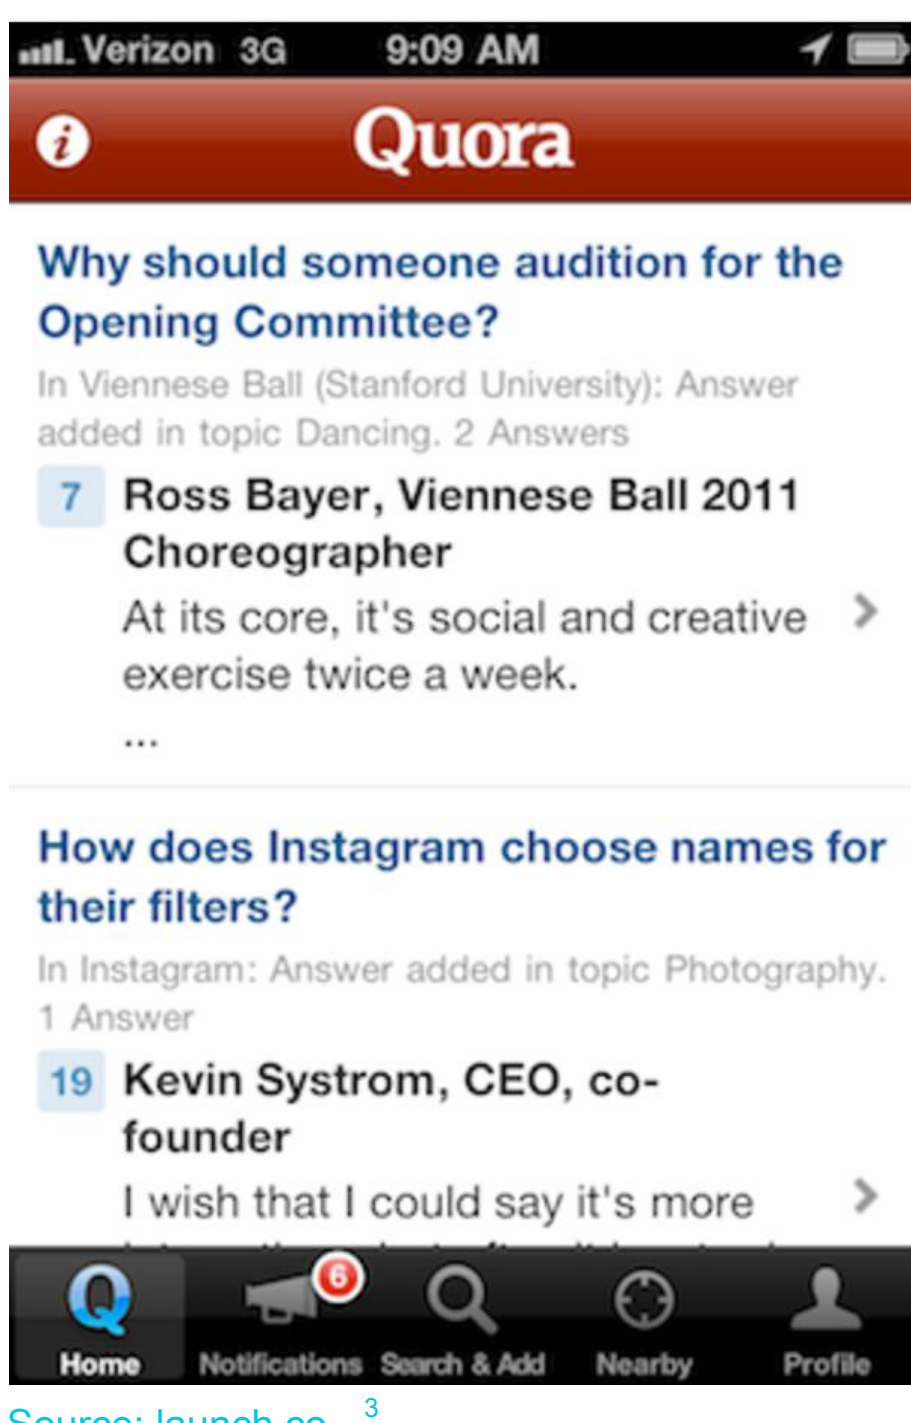 Verizon 3G 9:09 AM
i Quora
Why should someone audition for the
Opening Committee?
In Viennese Ball (Stanford University): Answer
added in topic Dancing. 2 Answers
7 Ross Bayer, Viennese Ball 2011
Choreographer
At its core, it's social and creative
exercise twice a week.
...
How does Instagram choose names for
their filters?
In Instagram: Answer added in topic Photography.
1 Answer
19 Kevin Systrom, CEO, co-
founder
I wish that I could say it's more
6
Home Notifications Search & Add Nearby Profile
Source: launch.co 3